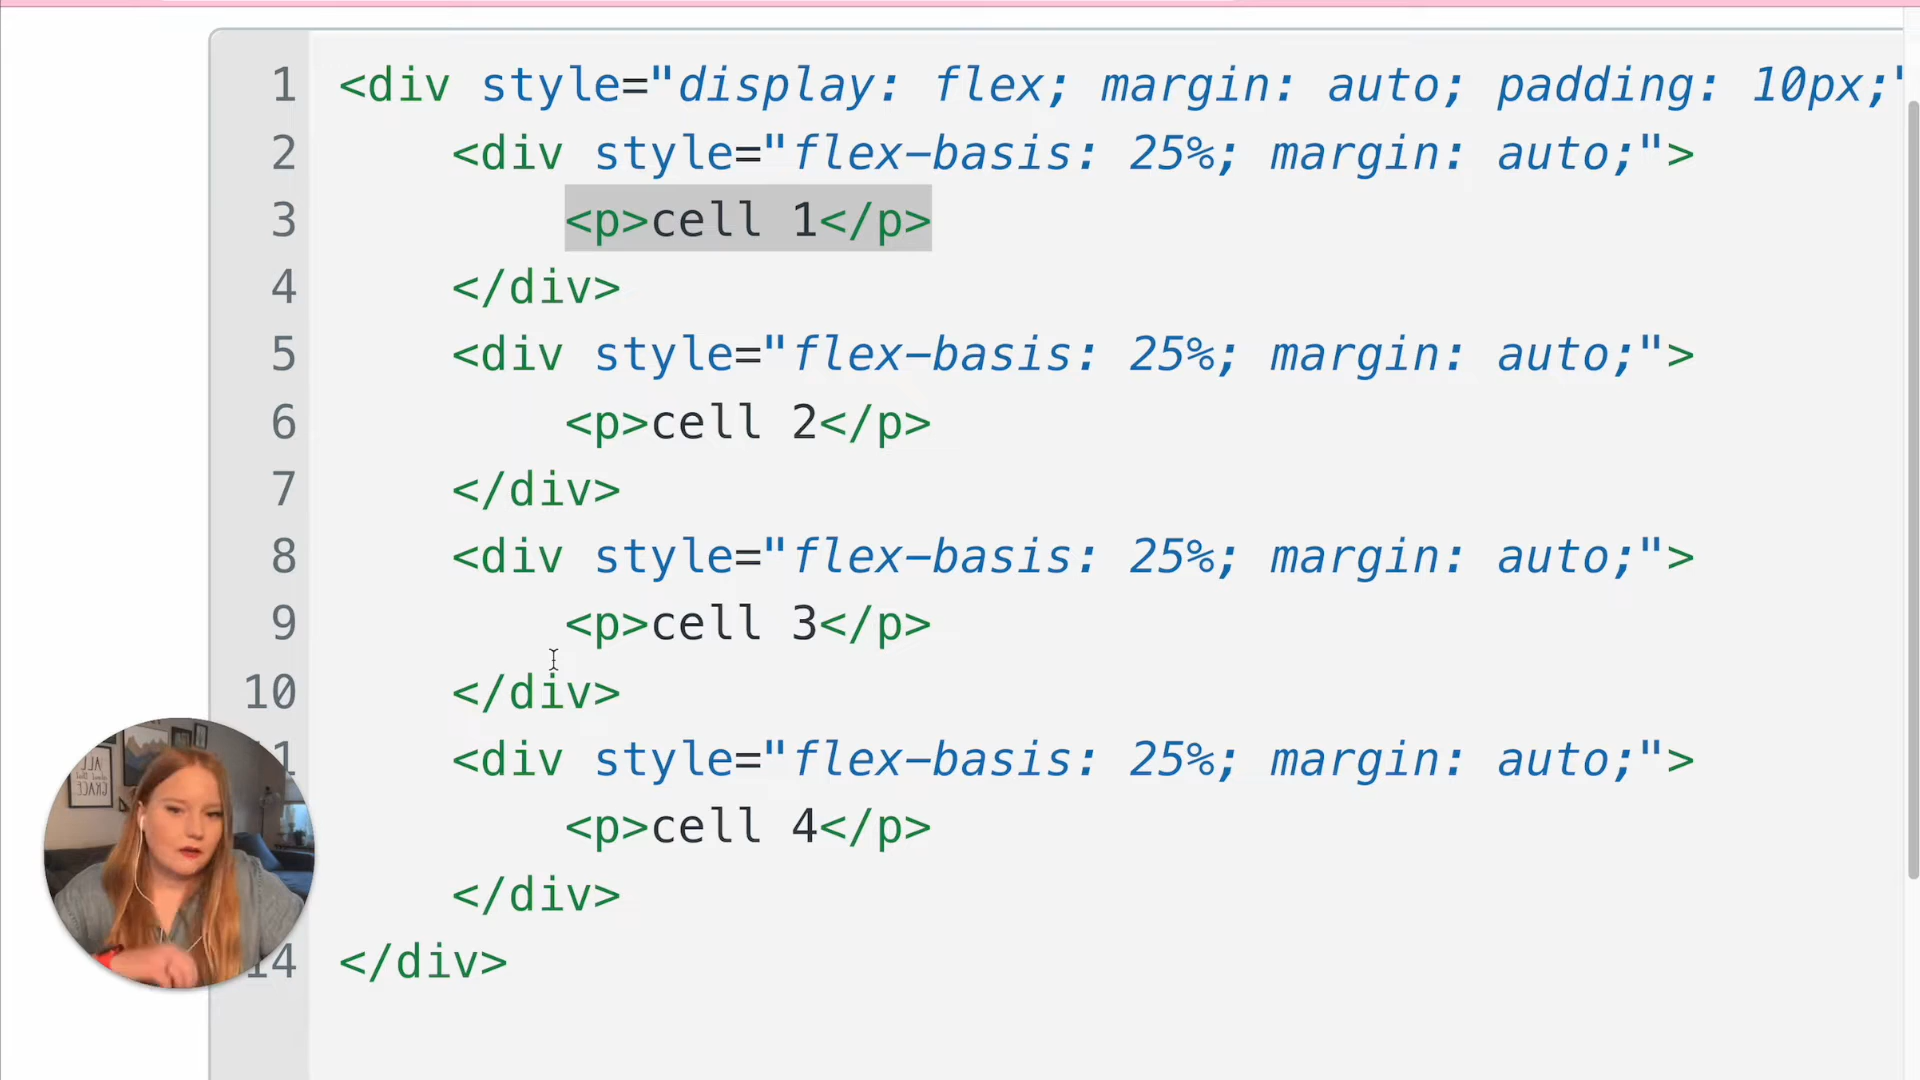 1 <div style="display: flex; margin: auto; padding: 10px;"
2 <div style="flex-basis: 25%; margin: auto;">
3 <p>cell 1</p>
4 </div>
5 <div style="flex-basis: 25%; margin: auto;">
6 <p>cell 2</p>
7 </div>
8 <div style="flex-basis: 25%; margin: auto;">
9 <p>cell 3</p>
10 </div>
11 <div style="flex-basis: 25%; margin: auto;">
<p>cell 4</p>
</div>
14 </div>
ALL
GRACE